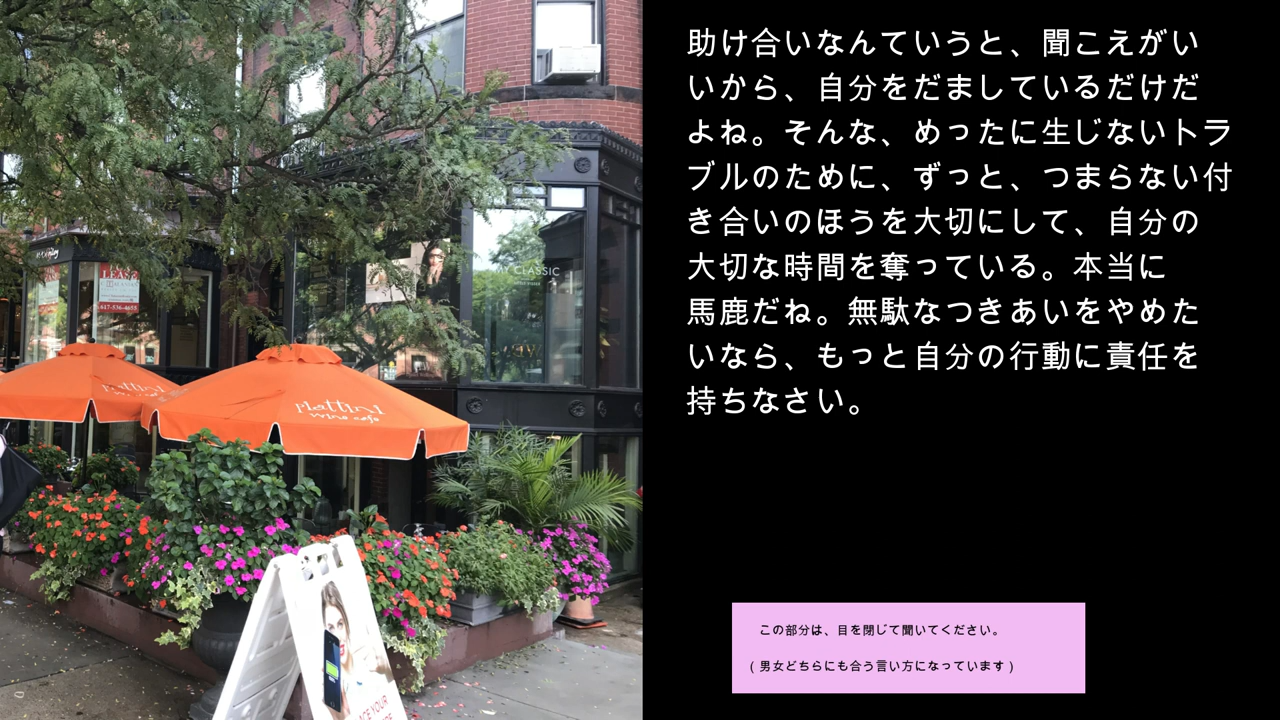 助け合いなんていうと、聞こえがい
いから、自分をだましているだけだ
よね。そんな、めったに生じないトラ
ブルのために、ずっと、つまらない付
き合いのほうを大切にして、自分の
大切な時間を奪っている。本当に
馬鹿だね。無駄なつきあいをやめた
いなら、もっと自分の行動に責任を
持ちなさい。
この部分は、目を閉じて聞いてください。
(男女どちらにも合う言い方になっています)
LEASE
617-536-4655
CLASSIC
wine cafe
wine cafe